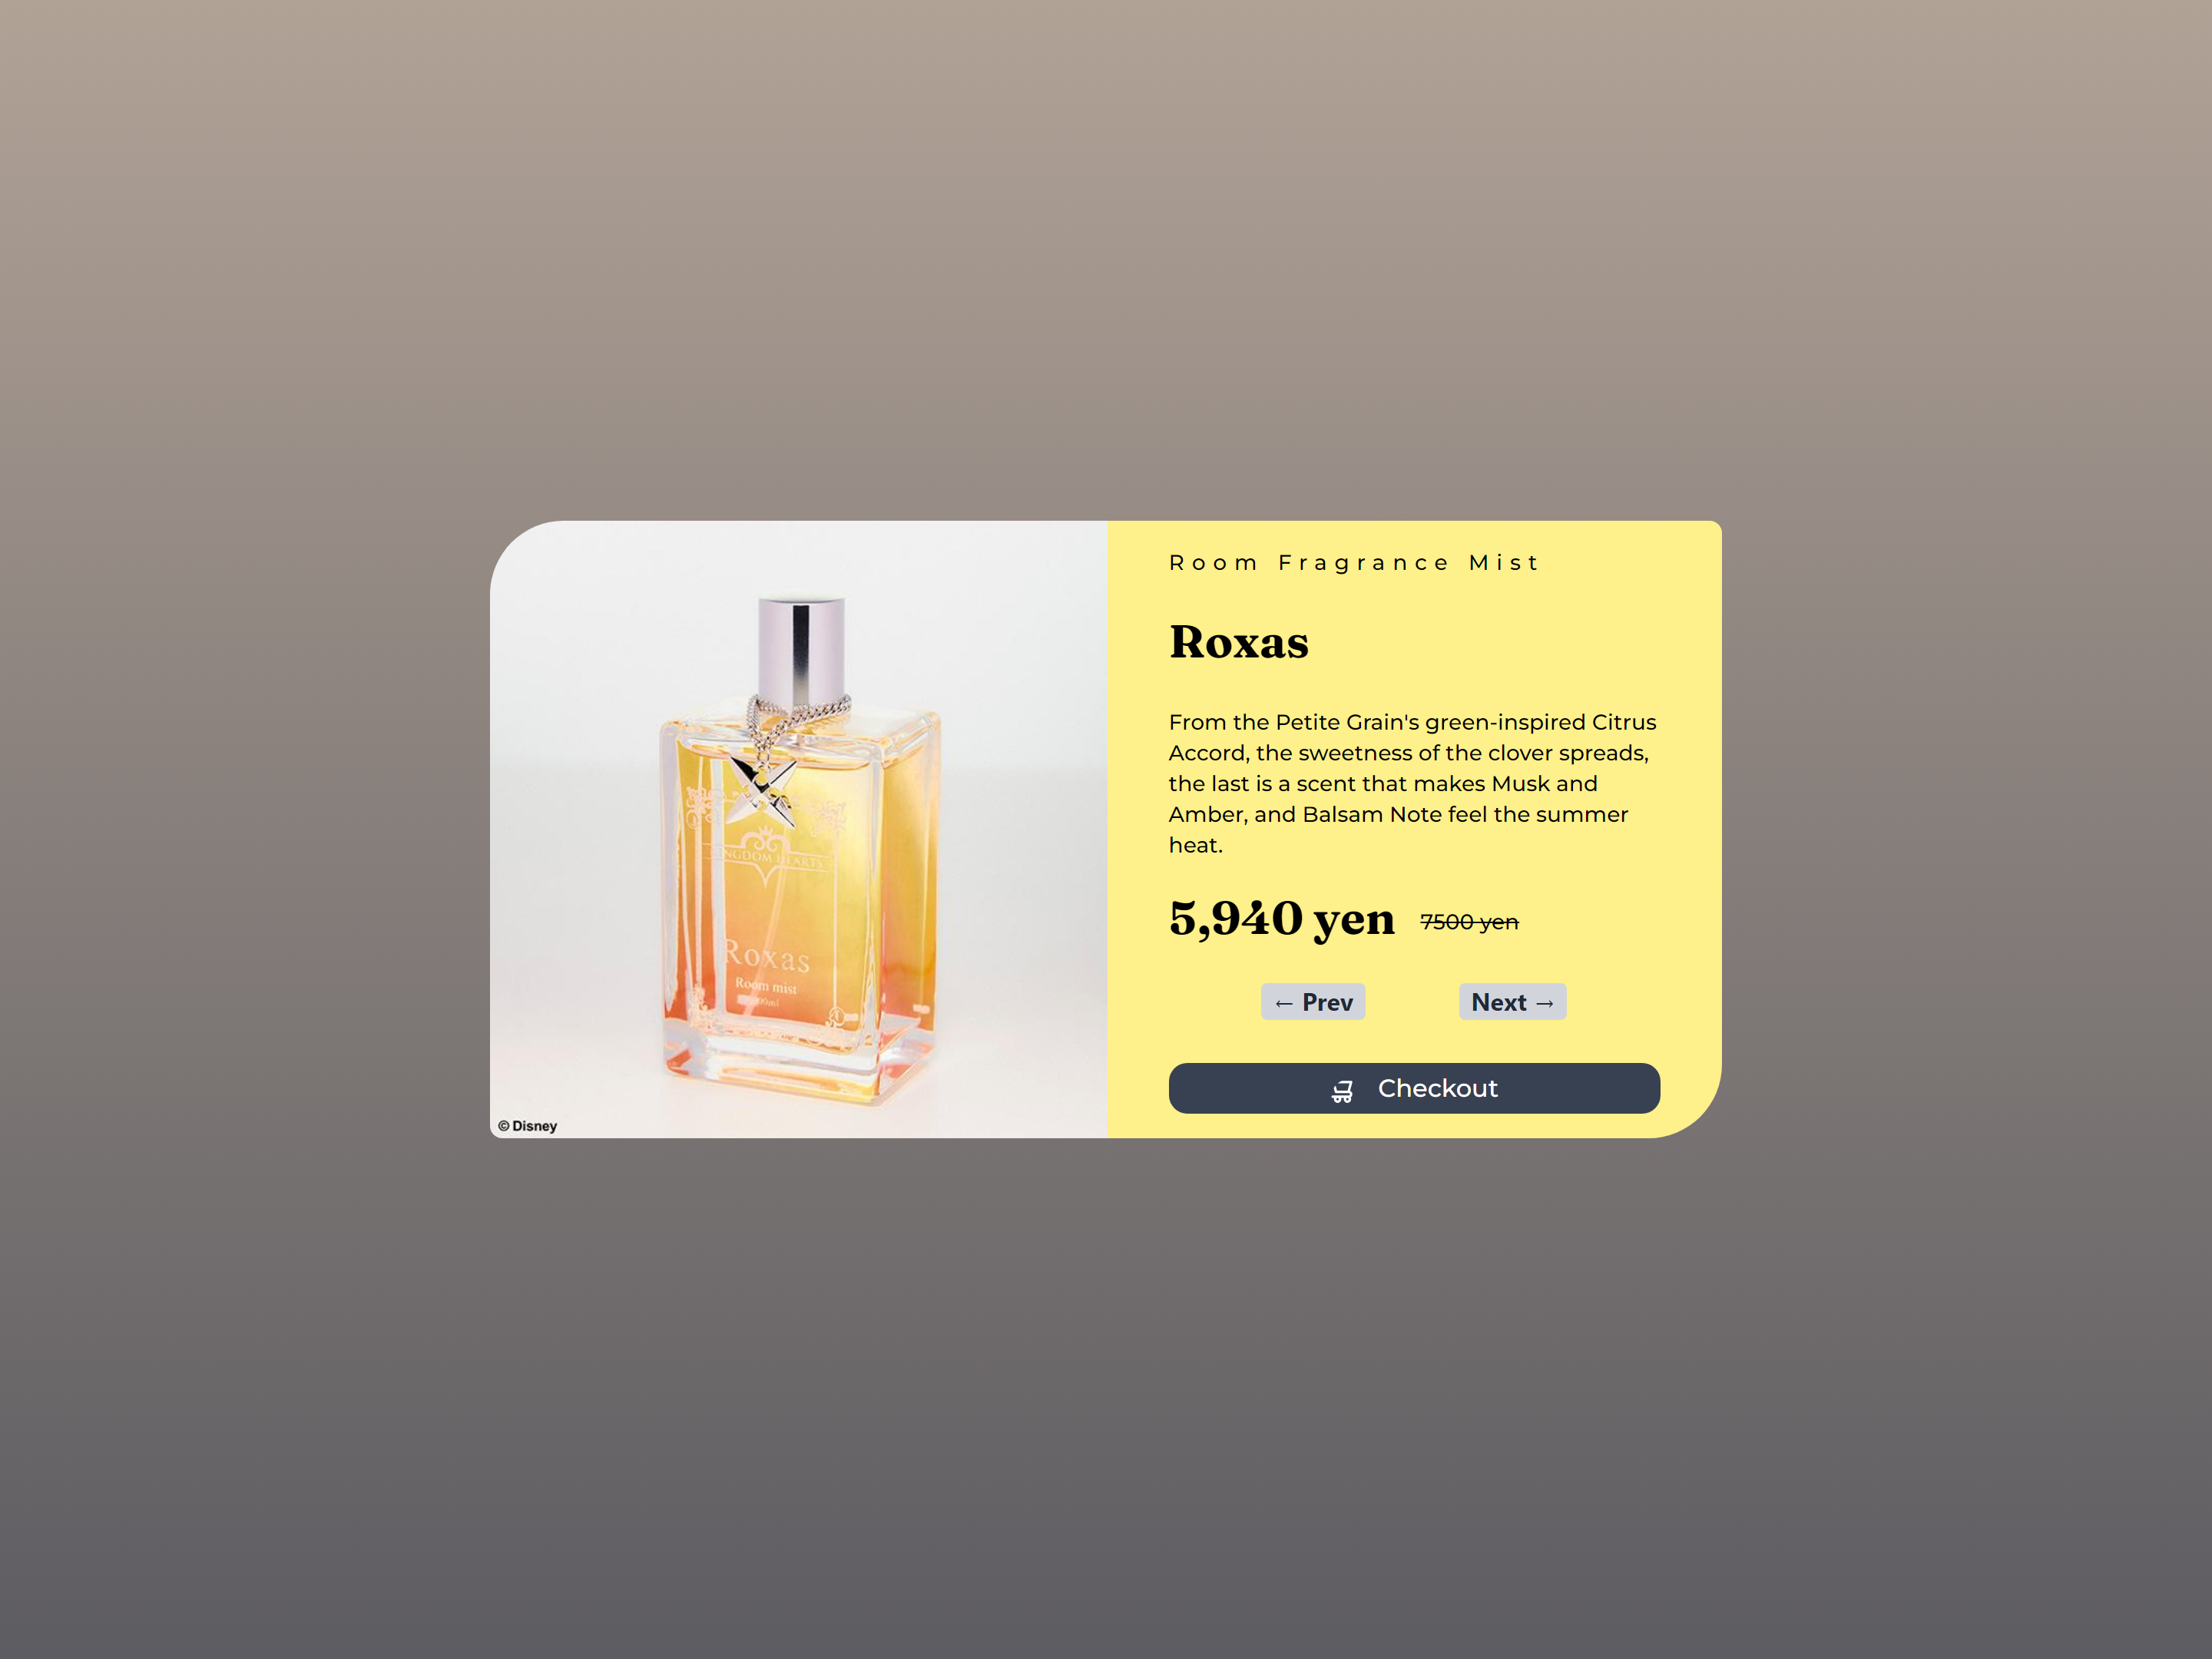 Room Fragrance Mist
Roxas
From the Petite Grain's green-inspired Citrus
Accord, the sweetness of the clover spreads,
the last is a scent that makes Musk and
Amber, and Balsam Note feel the summer
heat.
5,940 yen 7500 yen
← Prev Next →
Checkout
KINGDOM HEARTS
Roxas
Room mist
© Disney